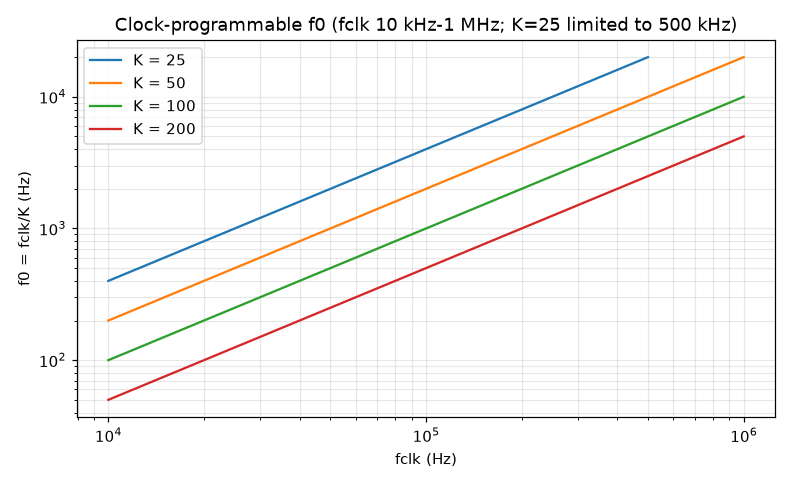 Clock-programmable f0 (fclk 10 kHz-1 MHz; K=25 limited to 500 kHz)
K = 25
K = 50
K = 100
K = 200
10^4
10^3
10^2
f0 = fclk/K (Hz)
10^4 10^5 10^6
fclk (Hz)